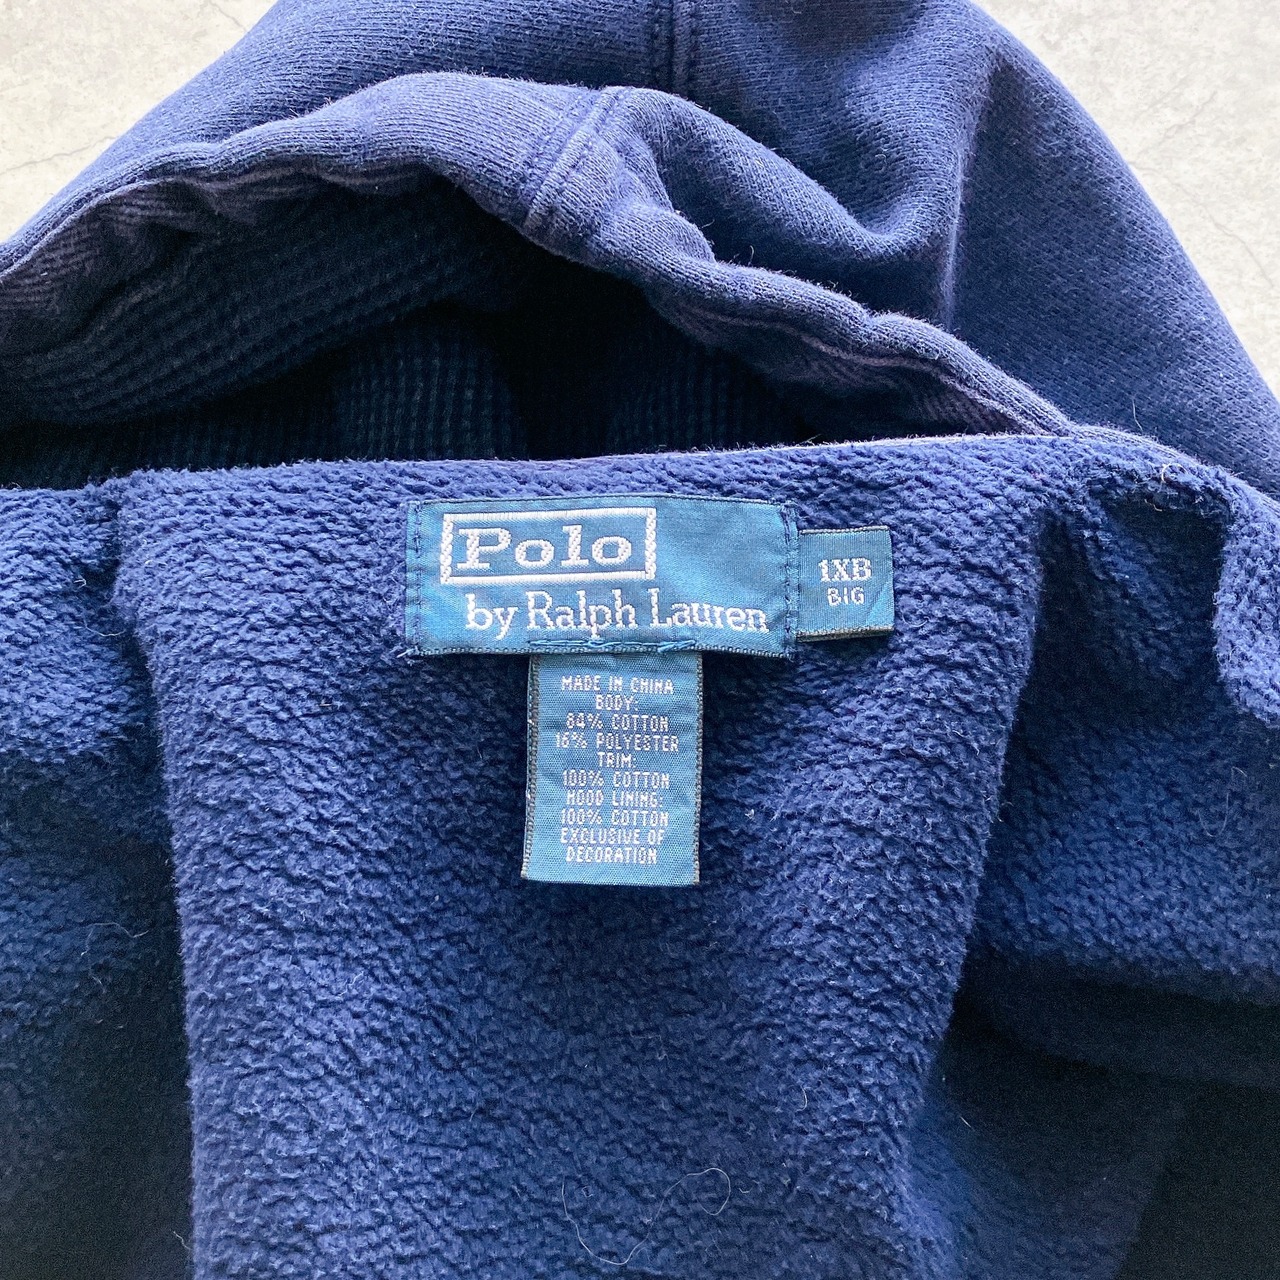 Polo
by Ralph Lauren
1XB
BIG
MADE IN CHINA
BODY:
84% COTTON
16% POLYESTER
TRIM:
100% COTTON
HOOD LINING:
100% COTTON
EXCLUSIVE OF
DECORATION